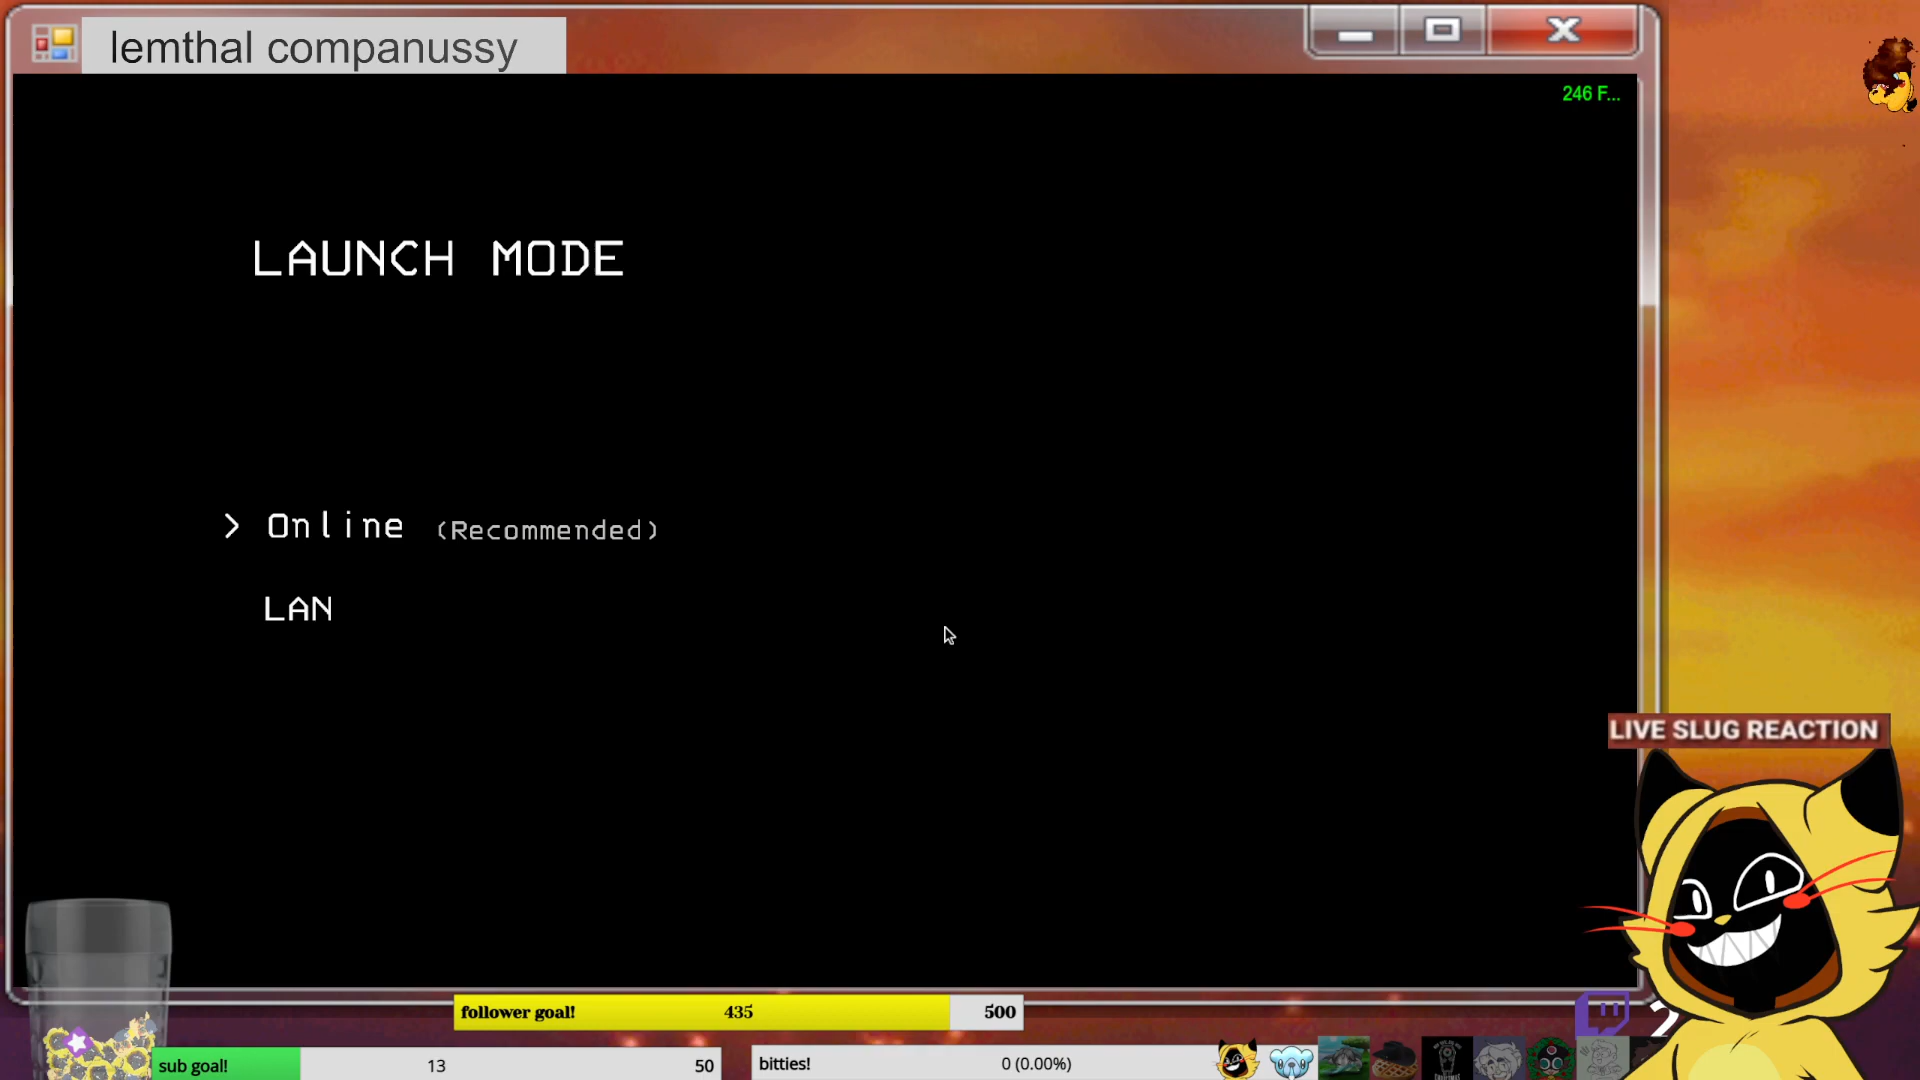 lemthal companussy
246 F...
LAUNCH MODE
> Online (Recommended)
LAN
LIVE SLUG REACTION
follower goal! 435 500
sub goal! 13 50
bitties! 0 (0.00%)